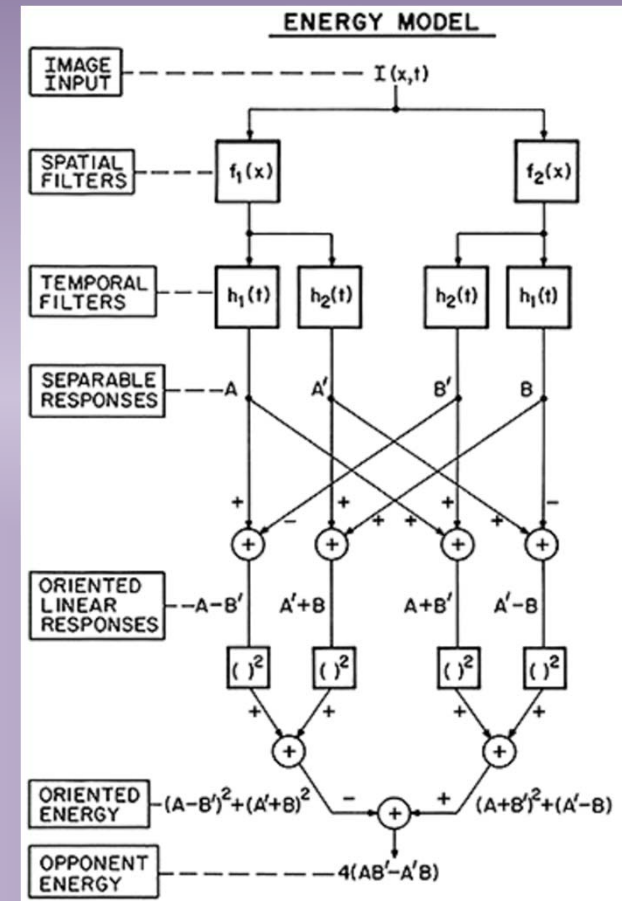 ENERGY MODEL
IMAGE
INPUT
I(x,t)
SPATIAL
FILTERS
f₁(x)
f₂(x)
TEMPORAL
FILTERS
h₁(t)
h₂(t)
h₂(t)
h₁(t)
SEPARABLE
RESPONSES
A
A′
B′
B
+
−
+
+
+
+
+
−
+
+
+
+
ORIENTED
LINEAR
RESPONSES
A−B′
A′+B
A+B′
A′−B
( )²
( )²
( )²
( )²
+
+
+
+
+
+
ORIENTED
ENERGY
(A−B′)²+(A′+B)²
−
+
(A+B′)²+(A′−B)
+
OPPONENT
ENERGY
4(AB′−A′B)